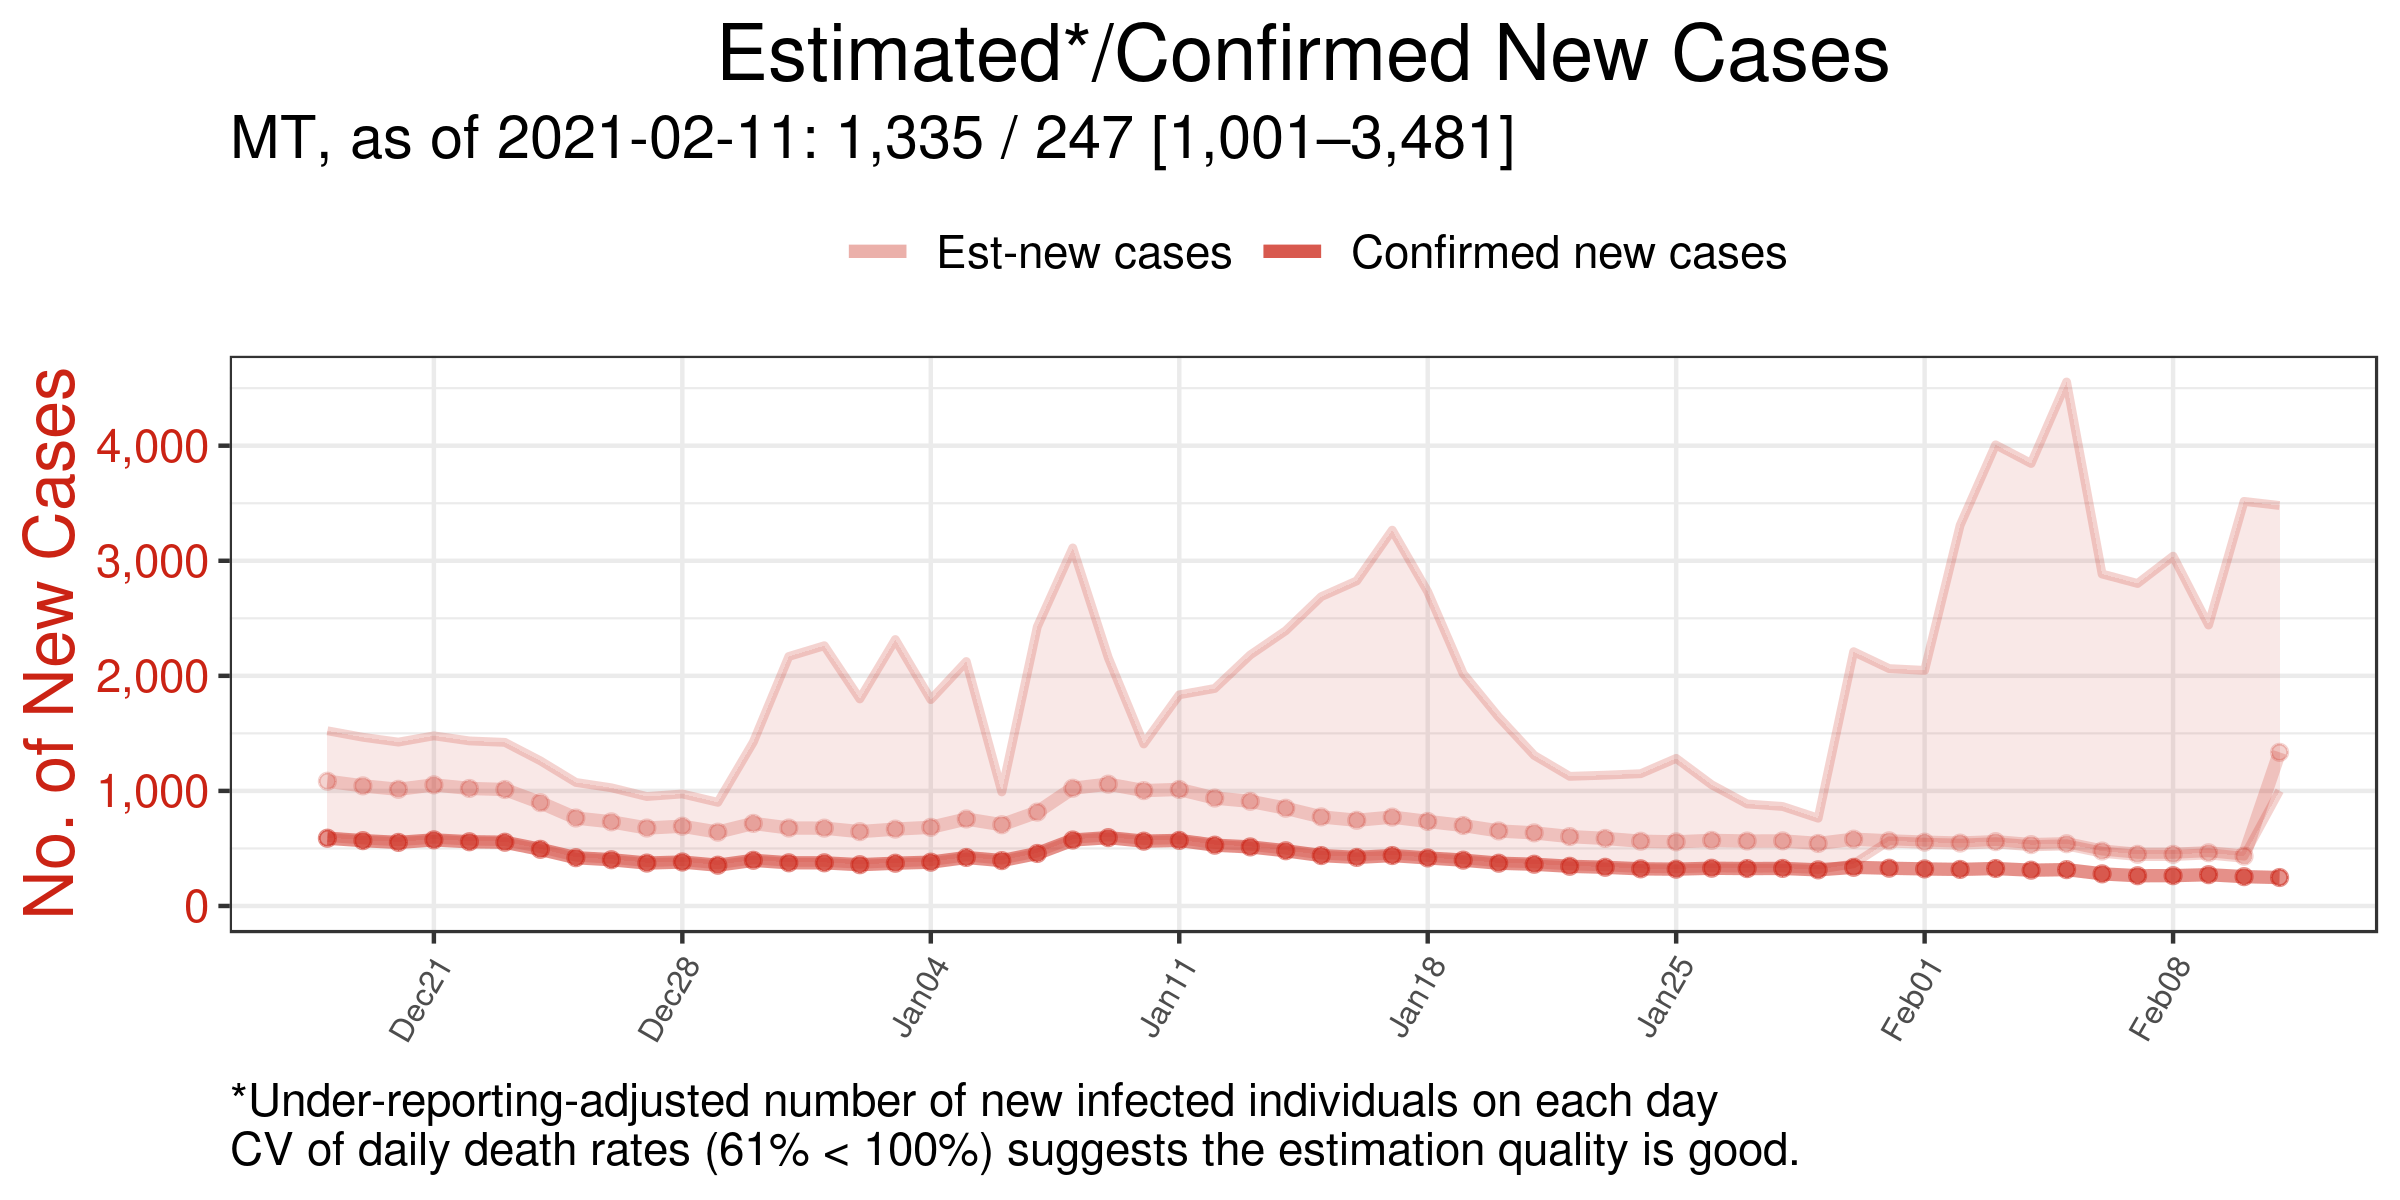 Estimated*/Confirmed New Cases
MT, as of 2021-02-11: 1,335 / 247 [1,001–3,481]
Est-new cases Confirmed new cases
No. of New Cases
4,000
3,000
2,000
1,000
0
Dec21 Dec28 Jan04 Jan11 Jan18 Jan25 Feb01 Feb08
*Under-reporting-adjusted number of new infected individuals on each day
CV of daily death rates (61% < 100%) suggests the estimation quality is good.